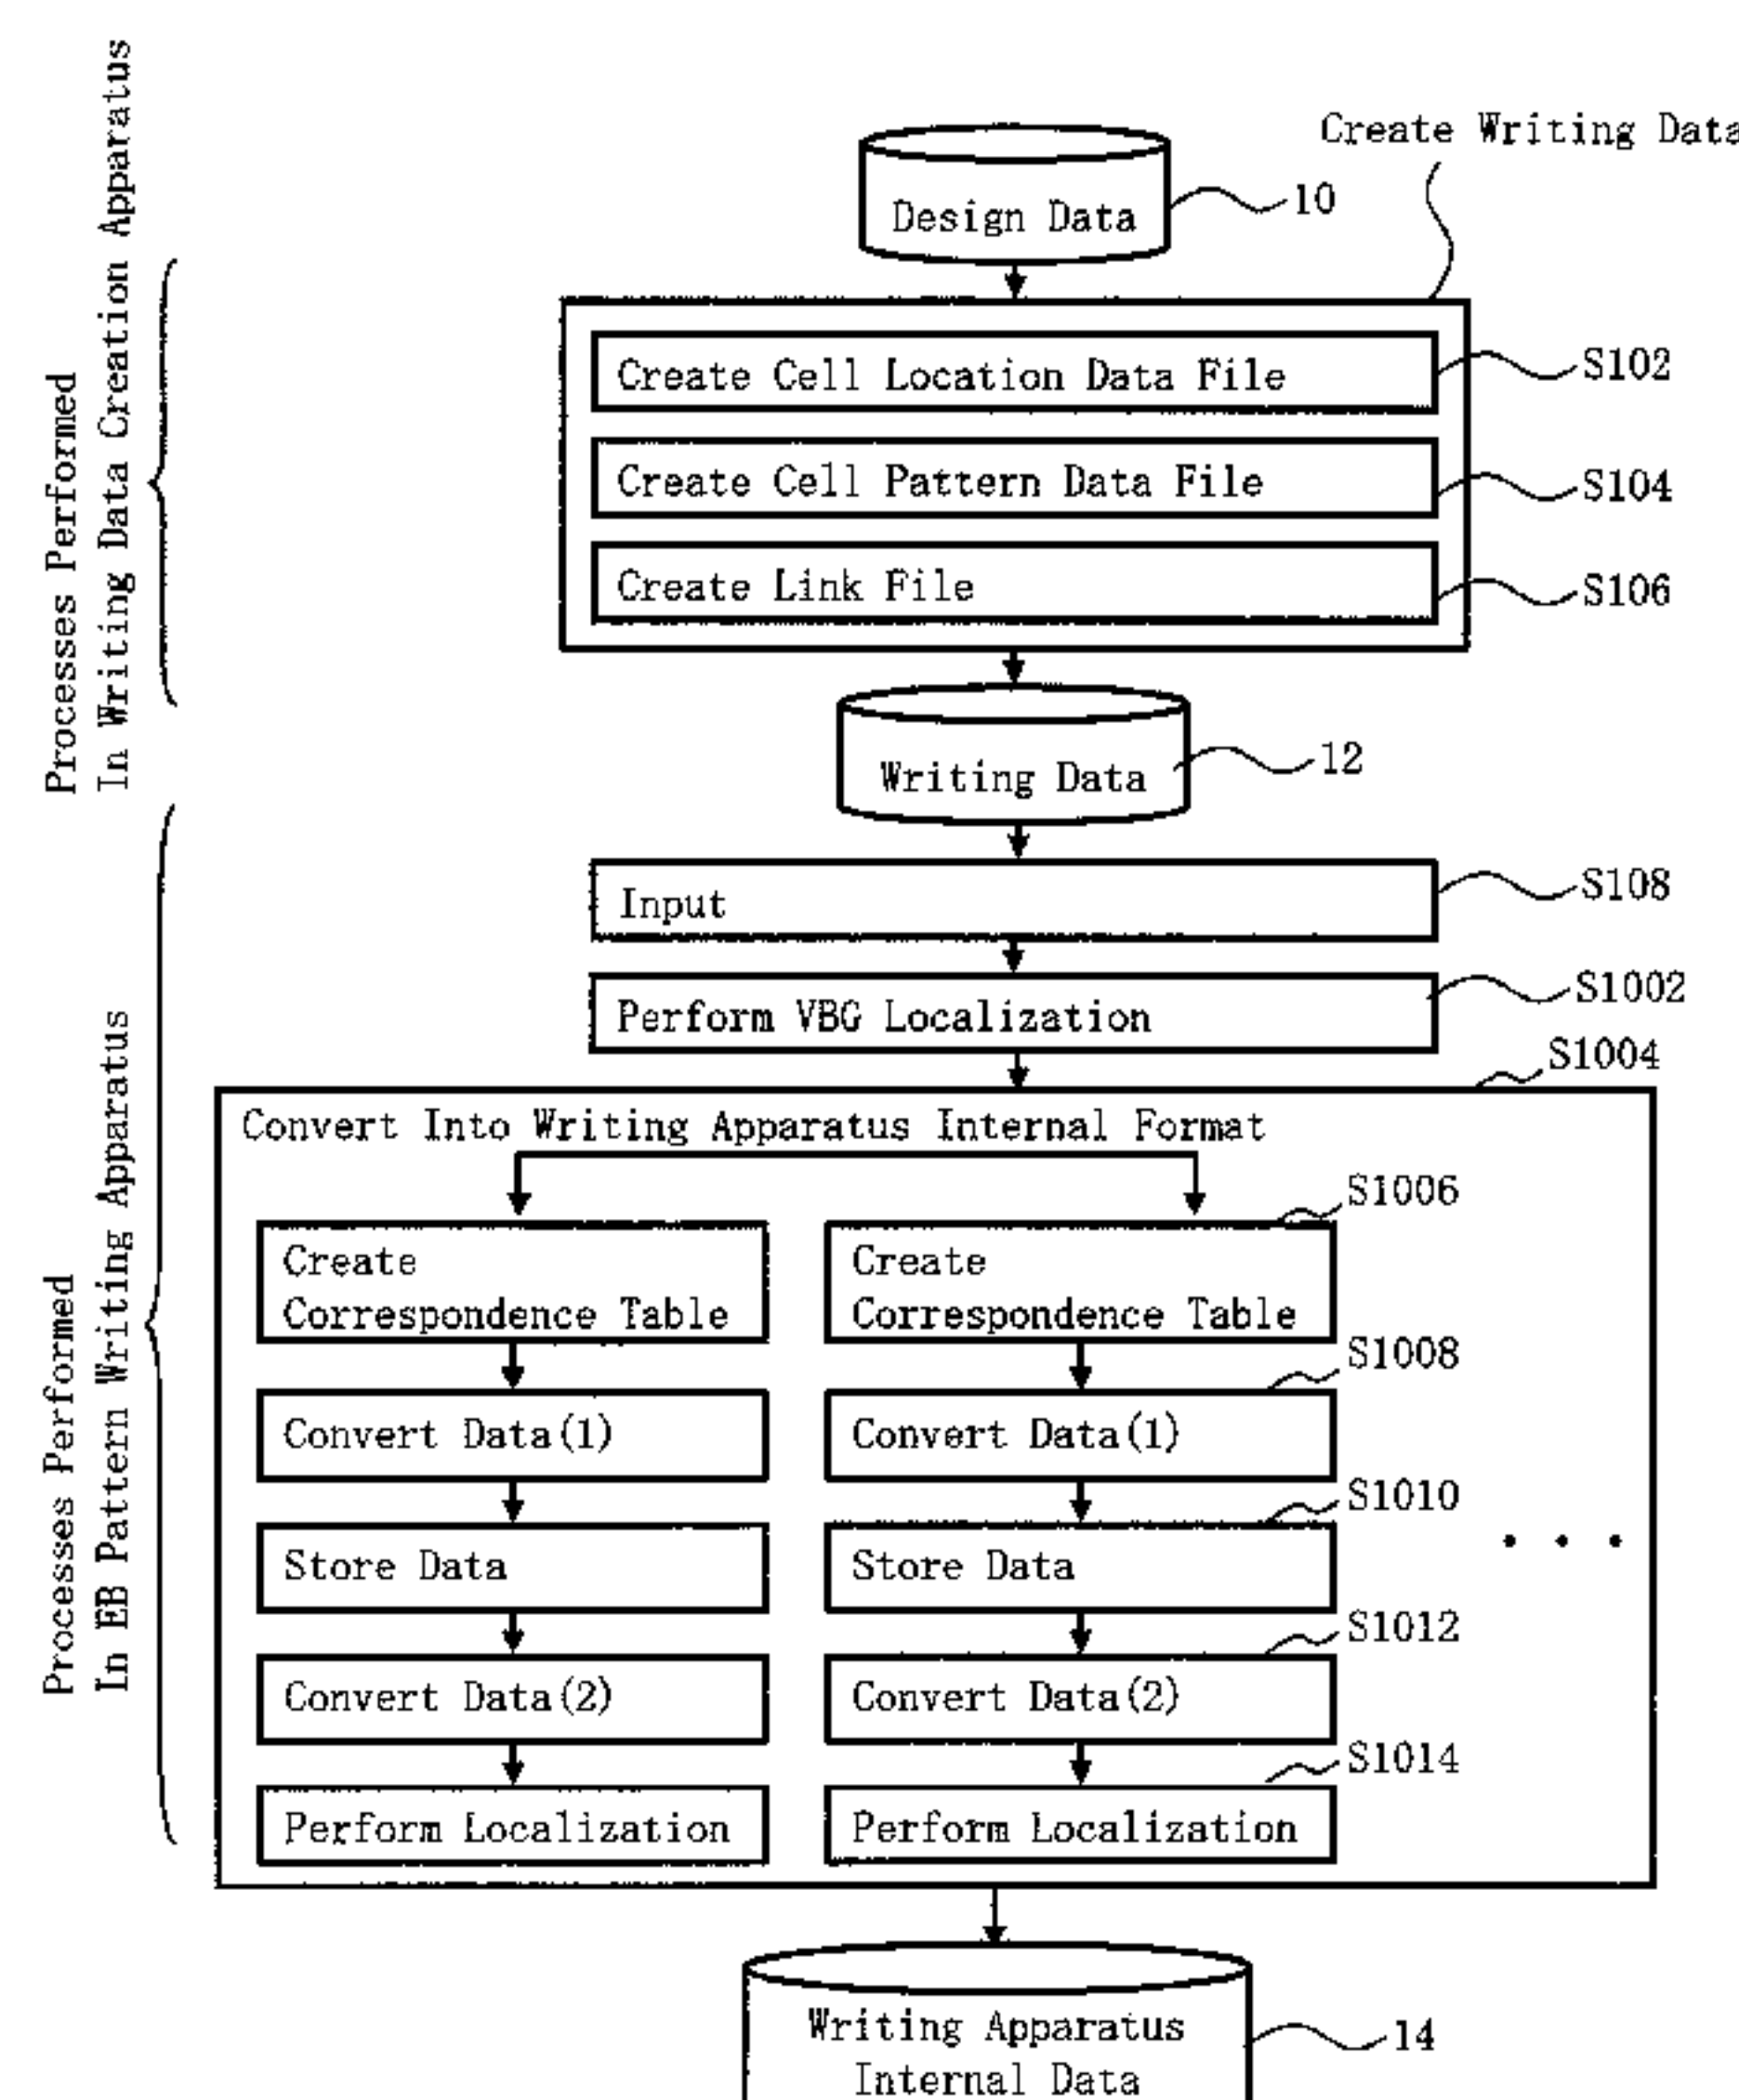 Create Writing Data
Design Data
10
Processes Performed
In Writing Data Creation Apparatus
Create Cell Location Data File
S102
Create Cell Pattern Data File
S104
Create Link File
S106
Writing Data
12
Processes Performed
In EB Pattern Writing Apparatus
Input
S108
Perform VBG Localization
S1002
S1004
Convert Into Writing Apparatus Internal Format
S1006
Create
Correspondence Table
Create
Correspondence Table
S1008
Convert Data(1)
Convert Data(1)
S1010
Store Data
Store Data
. . .
S1012
Convert Data(2)
Convert Data(2)
S1014
Perform Localization
Perform Localization
Writing Apparatus
Internal Data
14